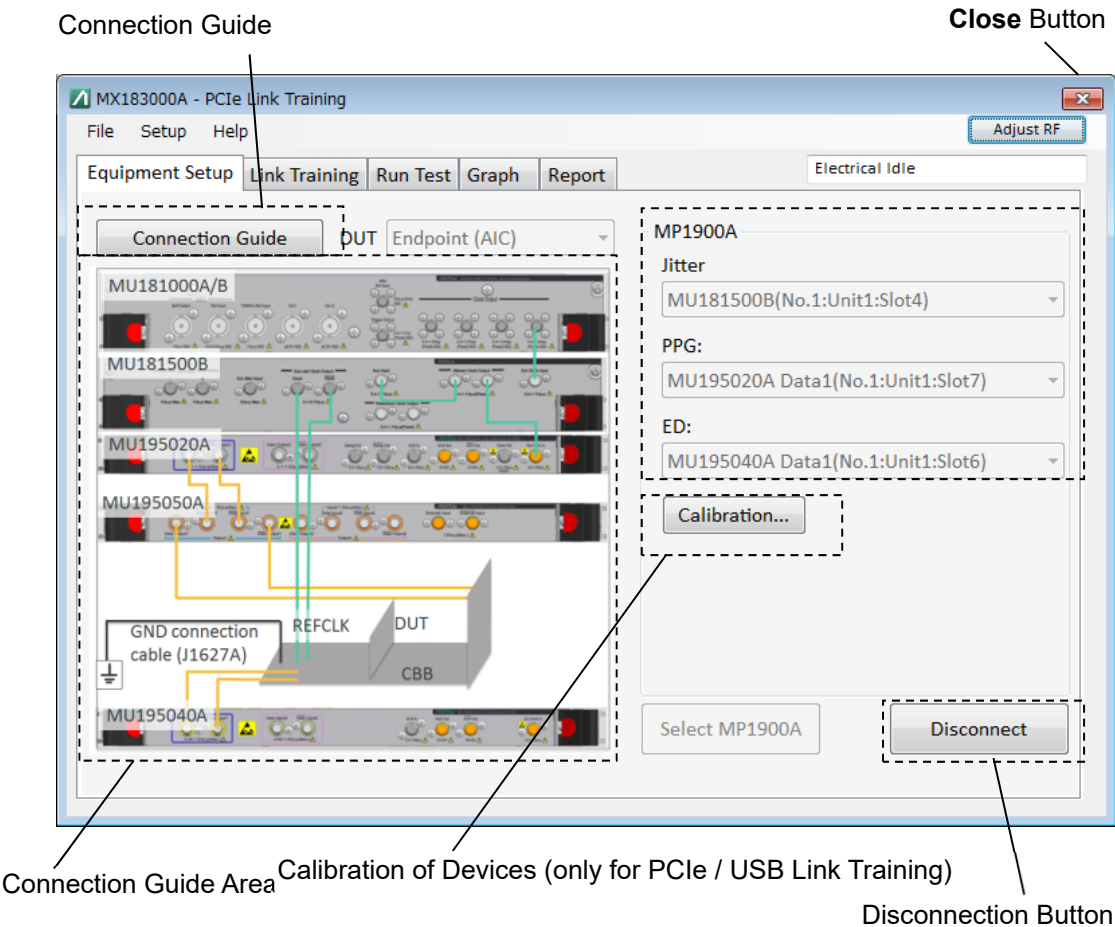 Connection Guide
Close Button
MX183000A - PCIe Link Training
File Setup Help
Adjust RF
Equipment Setup Link Training Run Test Graph Report
Electrical Idle
Connection Guide
DUT Endpoint (AIC)
MP1900A
Jitter
MU181500B(No.1:Unit1:Slot4)
PPG:
MU195020A Data1(No.1:Unit1:Slot7)
ED:
MU195040A Data1(No.1:Unit1:Slot6)
Calibration...
MU181000A/B
MU181500B
MU195020A
MU195050A
REFCLK
DUT
GND connection
cable (J1627A)
CBB
MU195040A
Select MP1900A
Disconnect
Connection Guide Area
Calibration of Devices (only for PCIe / USB Link Training)
Disconnection Button